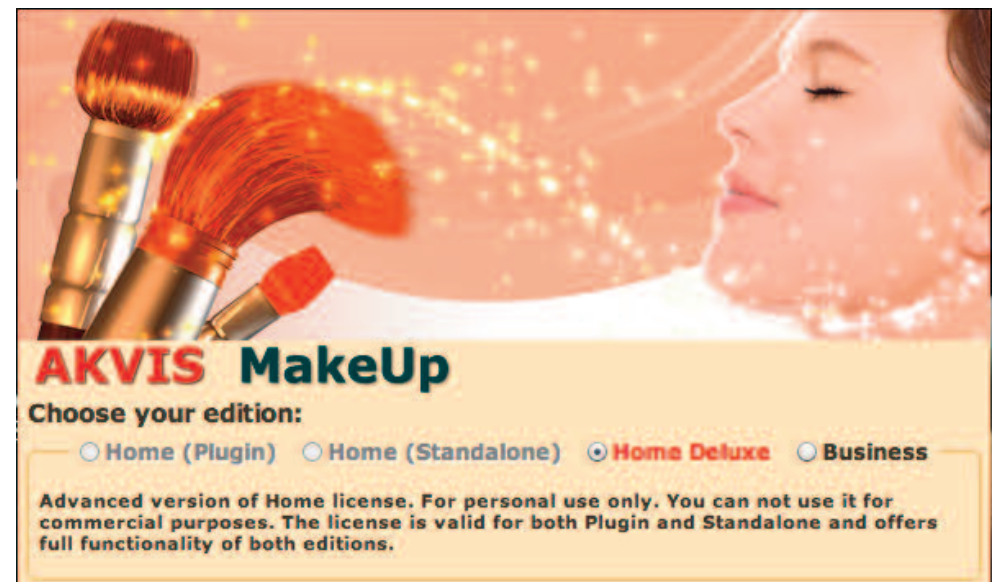 AKVIS MakeUp
Choose your edition:
Home (Plugin) Home (Standalone) Home Deluxe Business
Advanced version of Home license. For personal use only. You can not use it for
commercial purposes. The license is valid for both Plugin and Standalone and offers
full functionality of both editions.